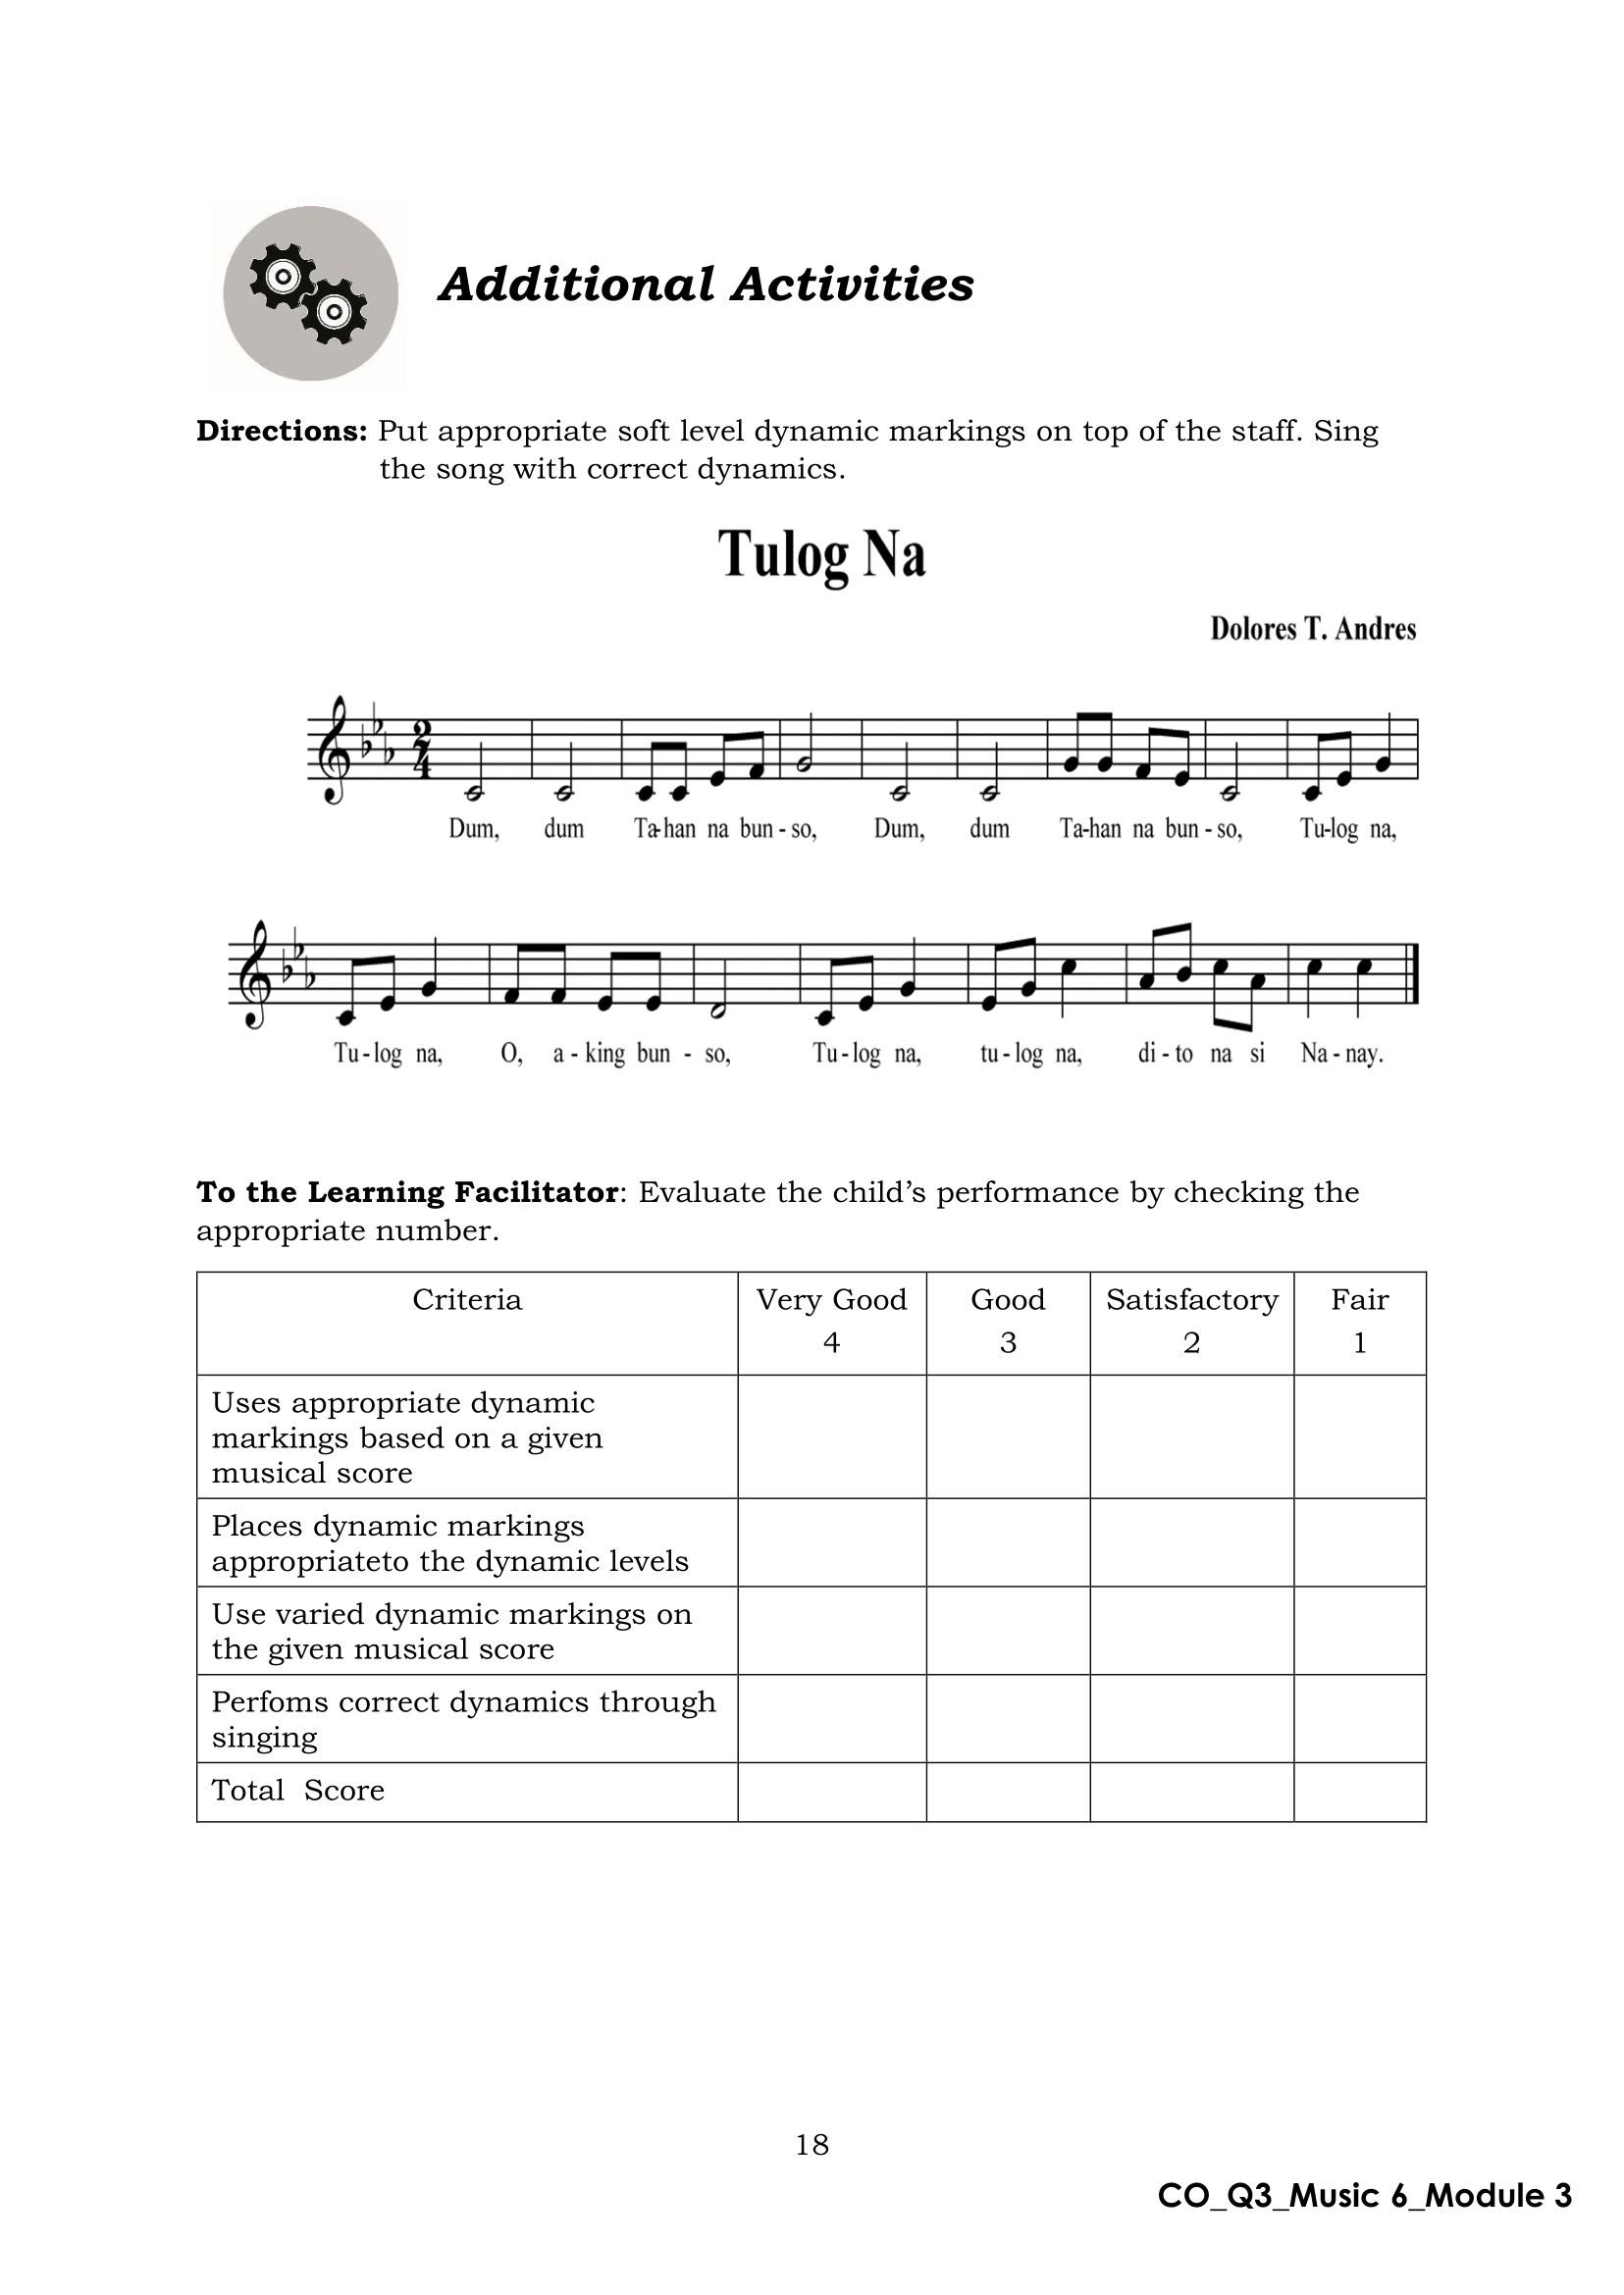 Additional Activities
Directions: Put appropriate soft level dynamic markings on top of the staff. Sing
the song with correct dynamics.
Tulog Na
Dolores T. Andres
2
4
Dum, dum Ta-han na bun - so, Dum, dum Ta-han na bun - so, Tu-log na,
Tu - log na, O, a - king bun - so, Tu - log na, tu - log na, di - to na si Na - nay.
To the Learning Facilitator: Evaluate the child’s performance by checking the
appropriate number.
Criteria Very Good Good Satisfactory Fair
4 3 2 1
Uses appropriate dynamic
markings based on a given
musical score
Places dynamic markings
appropriateto the dynamic levels
Use varied dynamic markings on
the given musical score
Perfoms correct dynamics through
singing
Total Score
18
CO_Q3_Music 6_Module 3